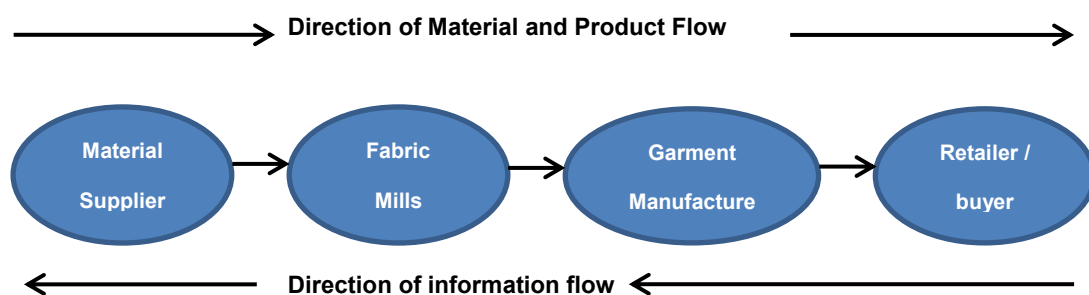 Direction of Material and Product Flow
Material
Supplier
Fabric
Mills
Garment
Manufacture
Retailer /
buyer
Direction of information flow